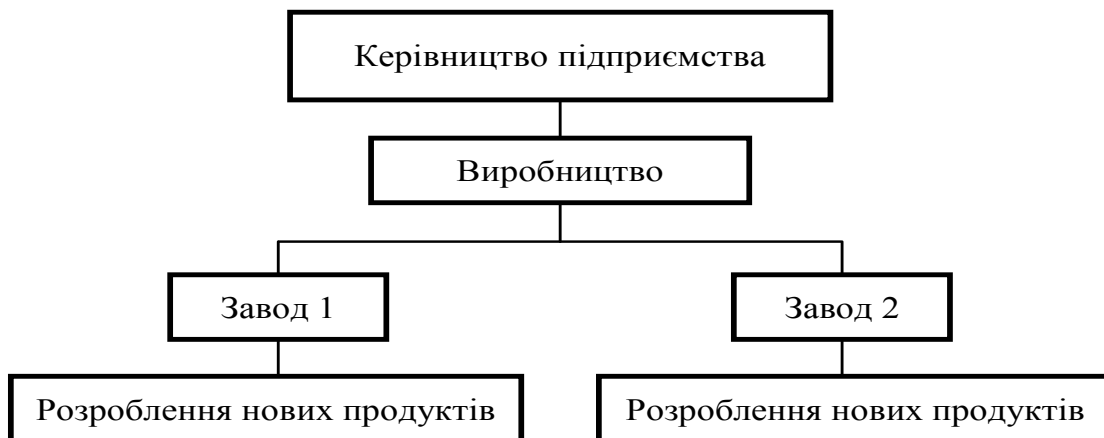 Керівництво підприємства
Виробництво
Завод 1
Завод 2
Розроблення нових продуктів
Розроблення нових продуктів